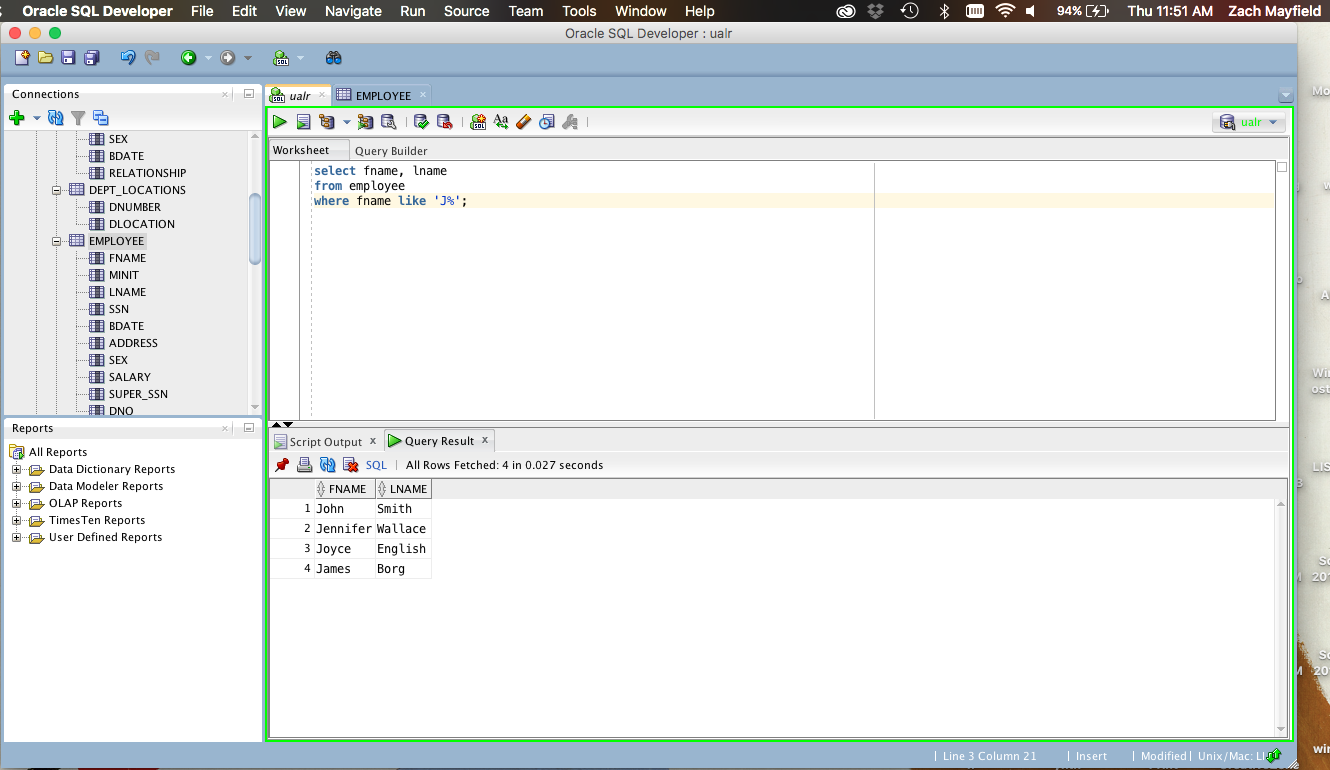 Oracle SQL Developer File Edit View Navigate Run Source Team Tools Window Help 94% Thu 11:51 AM Zach Mayfield
Oracle SQL Developer : ualr
Connections
SEX
BDATE
RELATIONSHIP
DEPT_LOCATIONS
DNUMBER
DLOCATION
EMPLOYEE
FNAME
MINIT
LNAME
SSN
BDATE
ADDRESS
SEX
SALARY
SUPER_SSN
DNO
Reports
All Reports
Data Dictionary Reports
Data Modeler Reports
OLAP Reports
TimesTen Reports
User Defined Reports
ualr EMPLOYEE
ualr
Worksheet Query Builder
select fname, lname
from employee
where fname like 'J%';
Script Output x Query Result x
SQL | All Rows Fetched: 4 in 0.027 seconds
FNAME LNAME
1 John Smith
2 Jennifer Wallace
3 Joyce English
4 James Borg
| Line 3 Column 21 | Insert | Modified | Unix/Mac: